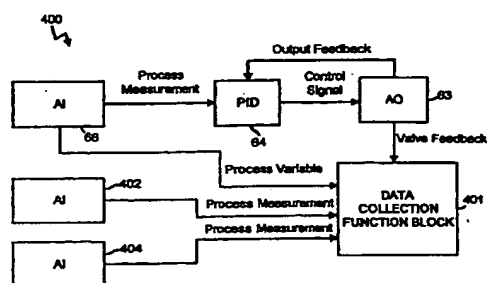 400
Output Feedback
Process
Measurement
Control
Signal
AI
PID
AO
63
66
64
Valve Feedback
Process Variable
402
AI
Process Measurement
DATA
COLLECTION
FUNCTION BLOCK
401
Process Measurement
404
AI